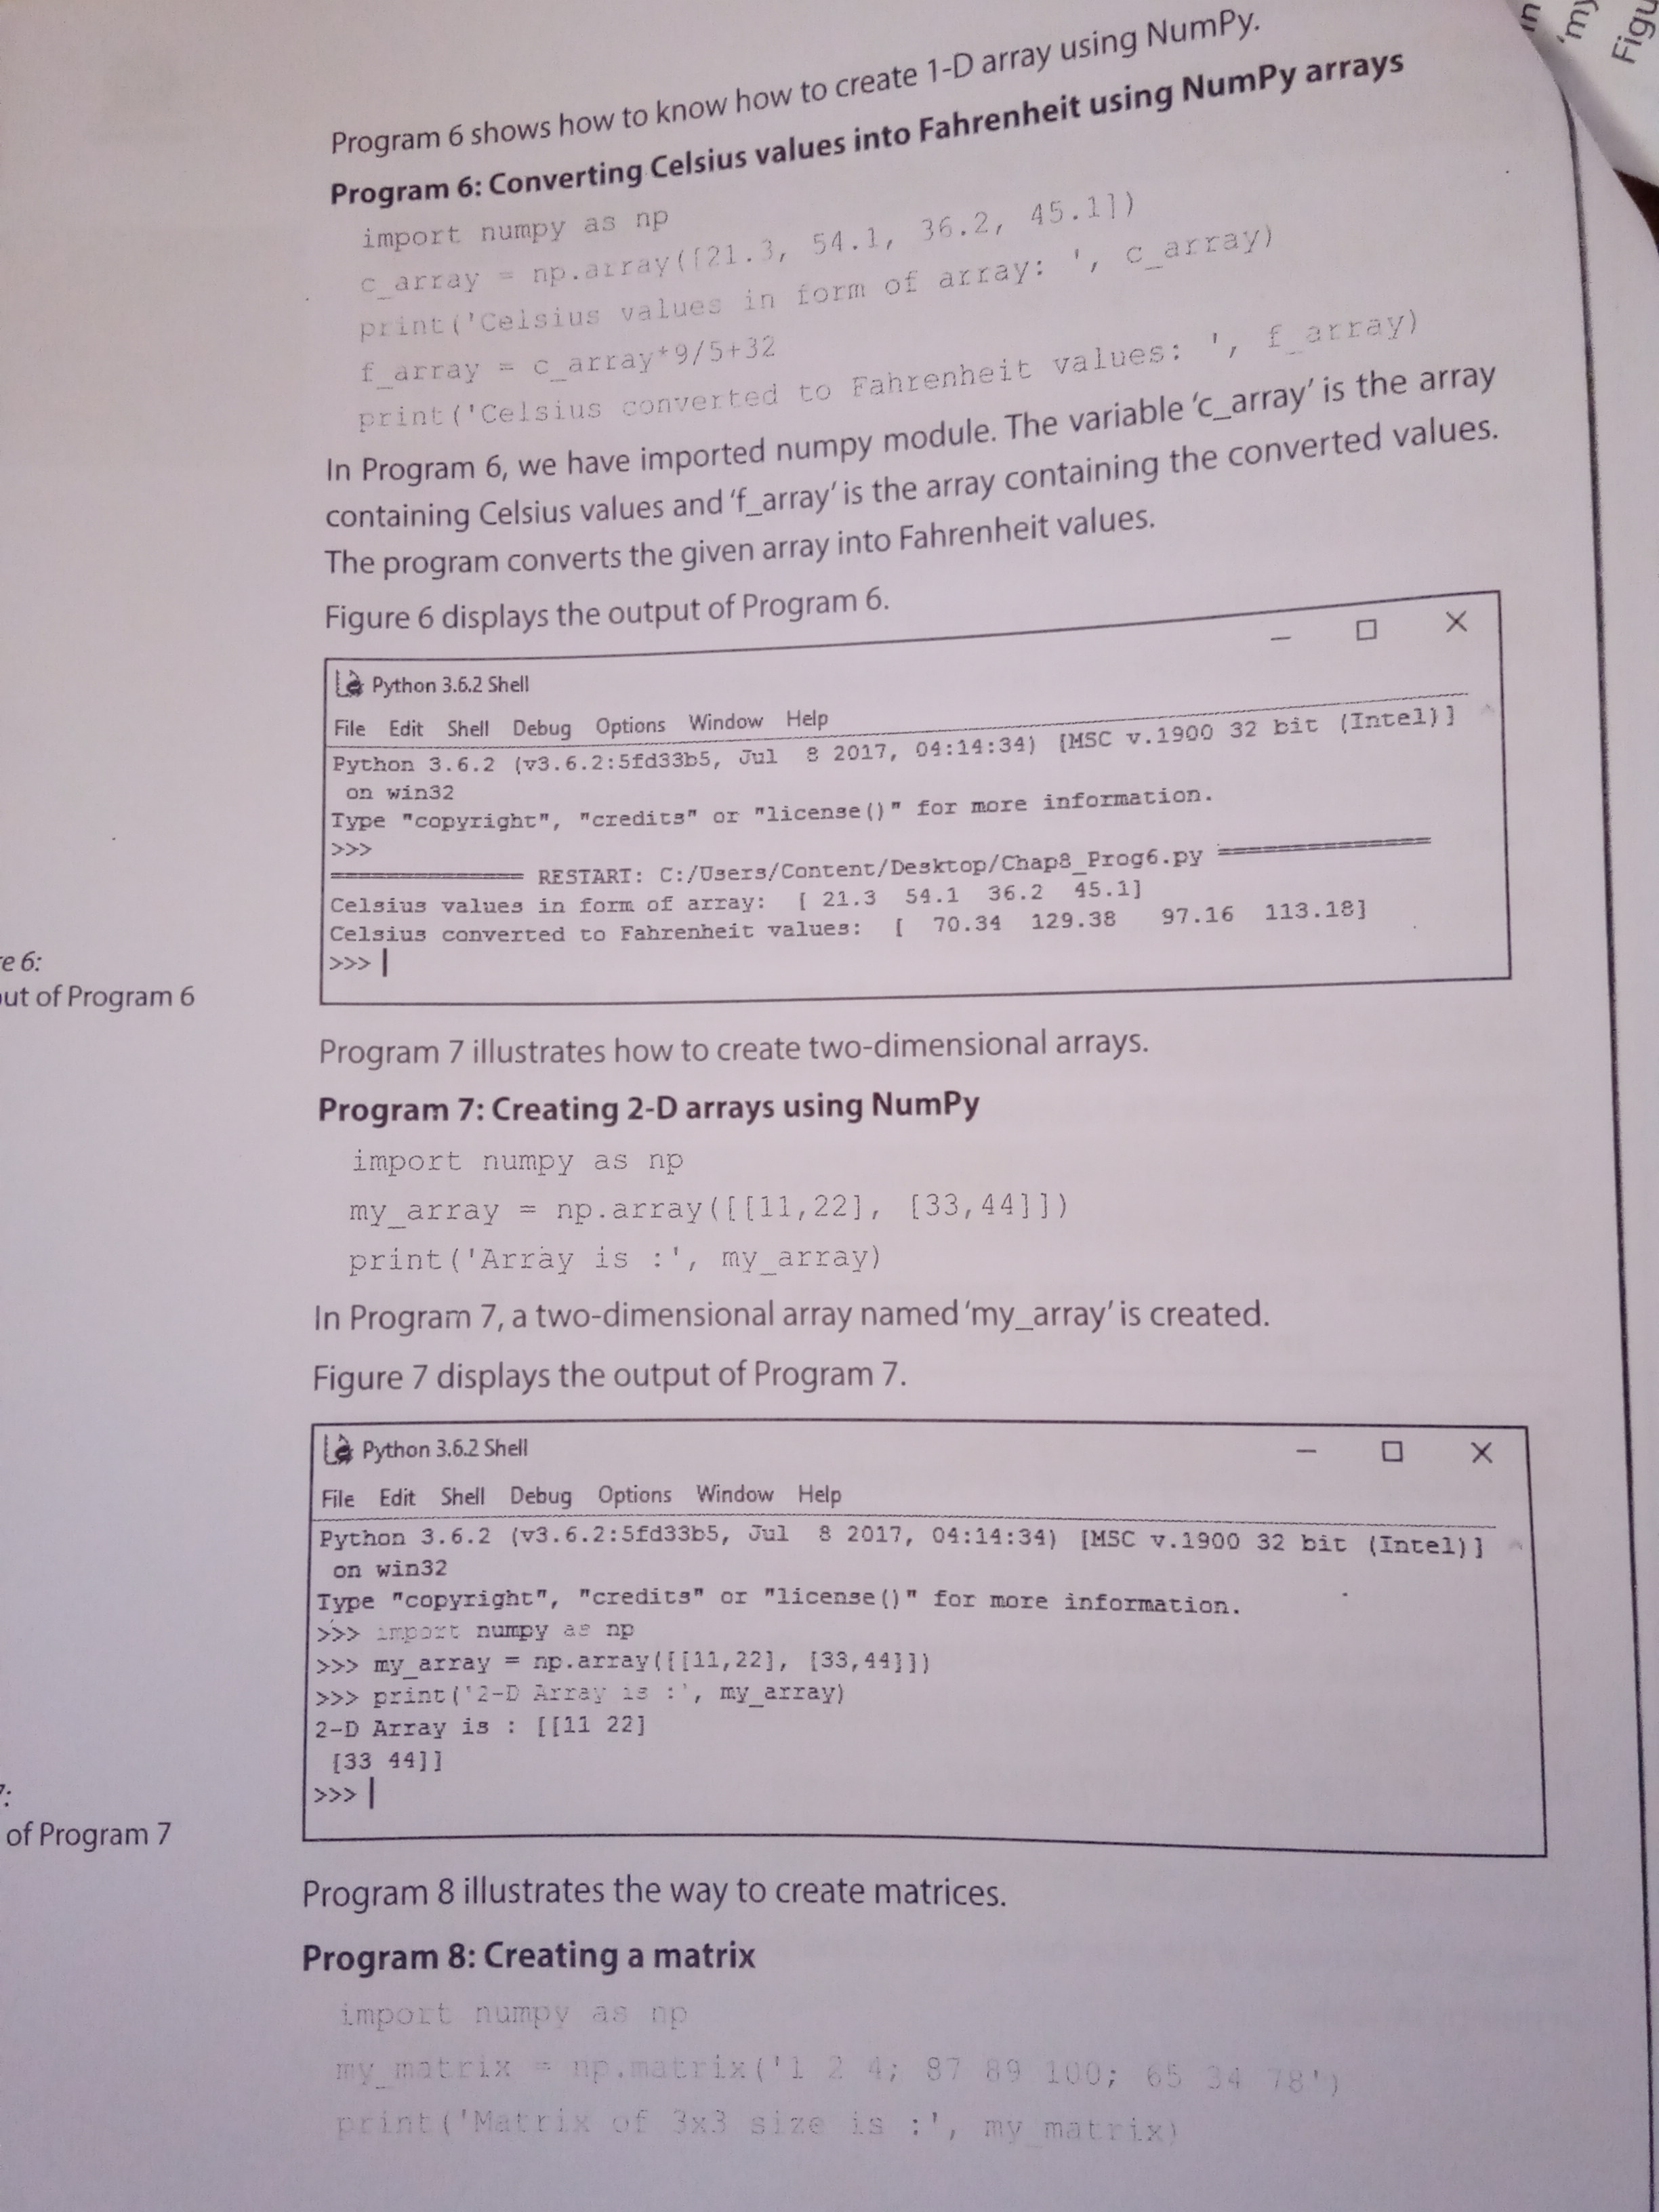 in
'my
Figu
Program 6 shows how to know how to create 1-D array using NumPy.
Program 6: Converting Celsius values into Fahrenheit using NumPy arrays
import numpy as np
c_array = np.array([21.3, 54.1, 36.2, 45.1])
print('Celsius values in form of array: ', c_array)
f_array = c_array*9/5+32
print('Celsius converted to Fahrenheit values: ', f_array)
In Program 6, we have imported numpy module. The variable 'c_array' is the array
containing Celsius values and 'f_array' is the array containing the converted values.
The program converts the given array into Fahrenheit values.
Figure 6 displays the output of Program 6.
Python 3.6.2 Shell
File Edit Shell Debug Options Window Help
Python 3.6.2 (v3.6.2:5fd33b5, Jul 8 2017, 04:14:34) [MSC v.1900 32 bit (Intel)]
on win32
Type "copyright", "credits" or "license()" for more information.
>>>
============= RESTART: C:/Users/Content/Desktop/Chap8_Prog6.py ==============
Celsius values in form of array: [ 21.3 54.1 36.2 45.1]
Celsius converted to Fahrenheit values: [ 70.34 129.38 97.16 113.18]
>>>
re 6:
out of Program 6
Program 7 illustrates how to create two-dimensional arrays.
Program 7: Creating 2-D arrays using NumPy
import numpy as np
my_array = np.array([[11,22], [33,44]])
print('Array is :', my_array)
In Program 7, a two-dimensional array named 'my_array' is created.
Figure 7 displays the output of Program 7.
Python 3.6.2 Shell
File Edit Shell Debug Options Window Help
Python 3.6.2 (v3.6.2:5fd33b5, Jul 8 2017, 04:14:34) [MSC v.1900 32 bit (Intel)]
on win32
Type "copyright", "credits" or "license()" for more information.
>>> import numpy as np
>>> my_array = np.array([[11,22], [33,44]])
>>> print('2-D Array is :', my_array)
2-D Array is : [[11 22]
[33 44]]
>>>
7:
of Program 7
Program 8 illustrates the way to create matrices.
Program 8: Creating a matrix
import numpy as np
my_matrix = np.matrix('1 2 4; 87 89 100; 65 34 78')
print('Matrix of 3x3 size is :', my_matrix)